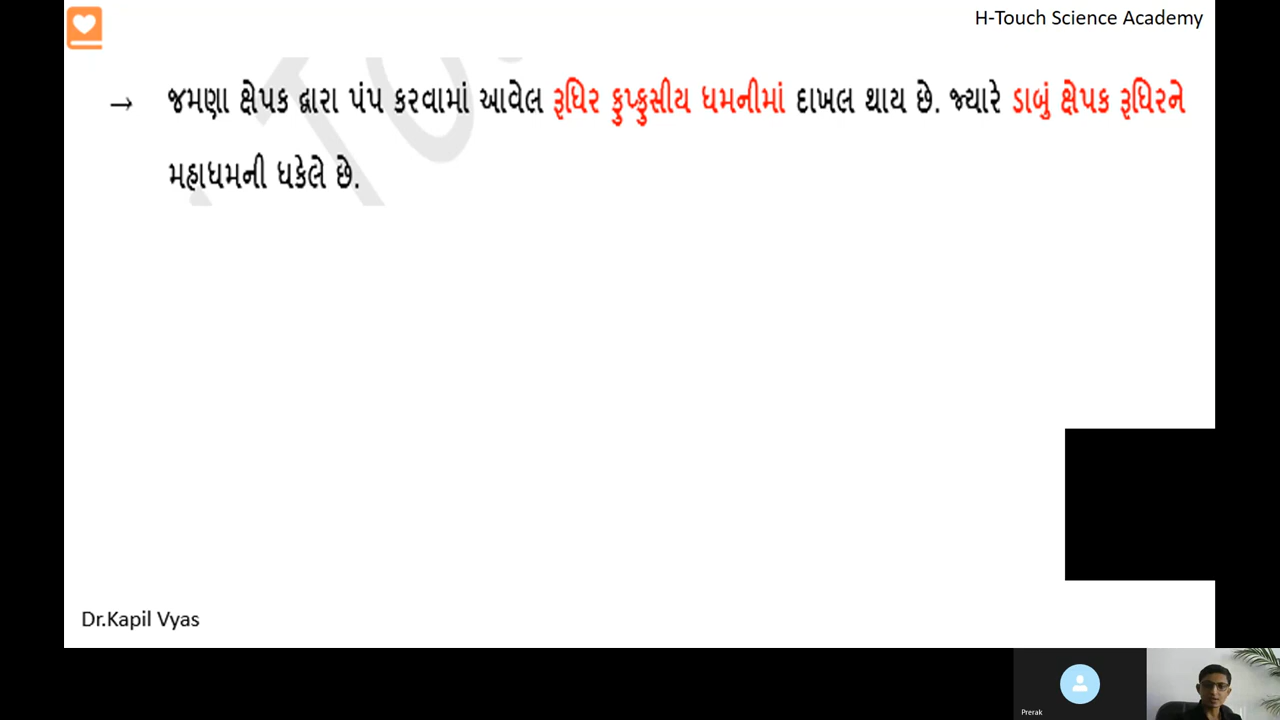 H-Touch Science Academy
→ જમણા ક્ષેપક દ્વારા પંપ કરવામાં આવેલ રૂધિર ફુપ્ફુસીય ધમનીમાં દાખલ થાય છે. જ્યારે ડાબું ક્ષેપક રૂધિરને
મહાધમની ધકેલે છે.
Dr.Kapil Vyas
Prerak